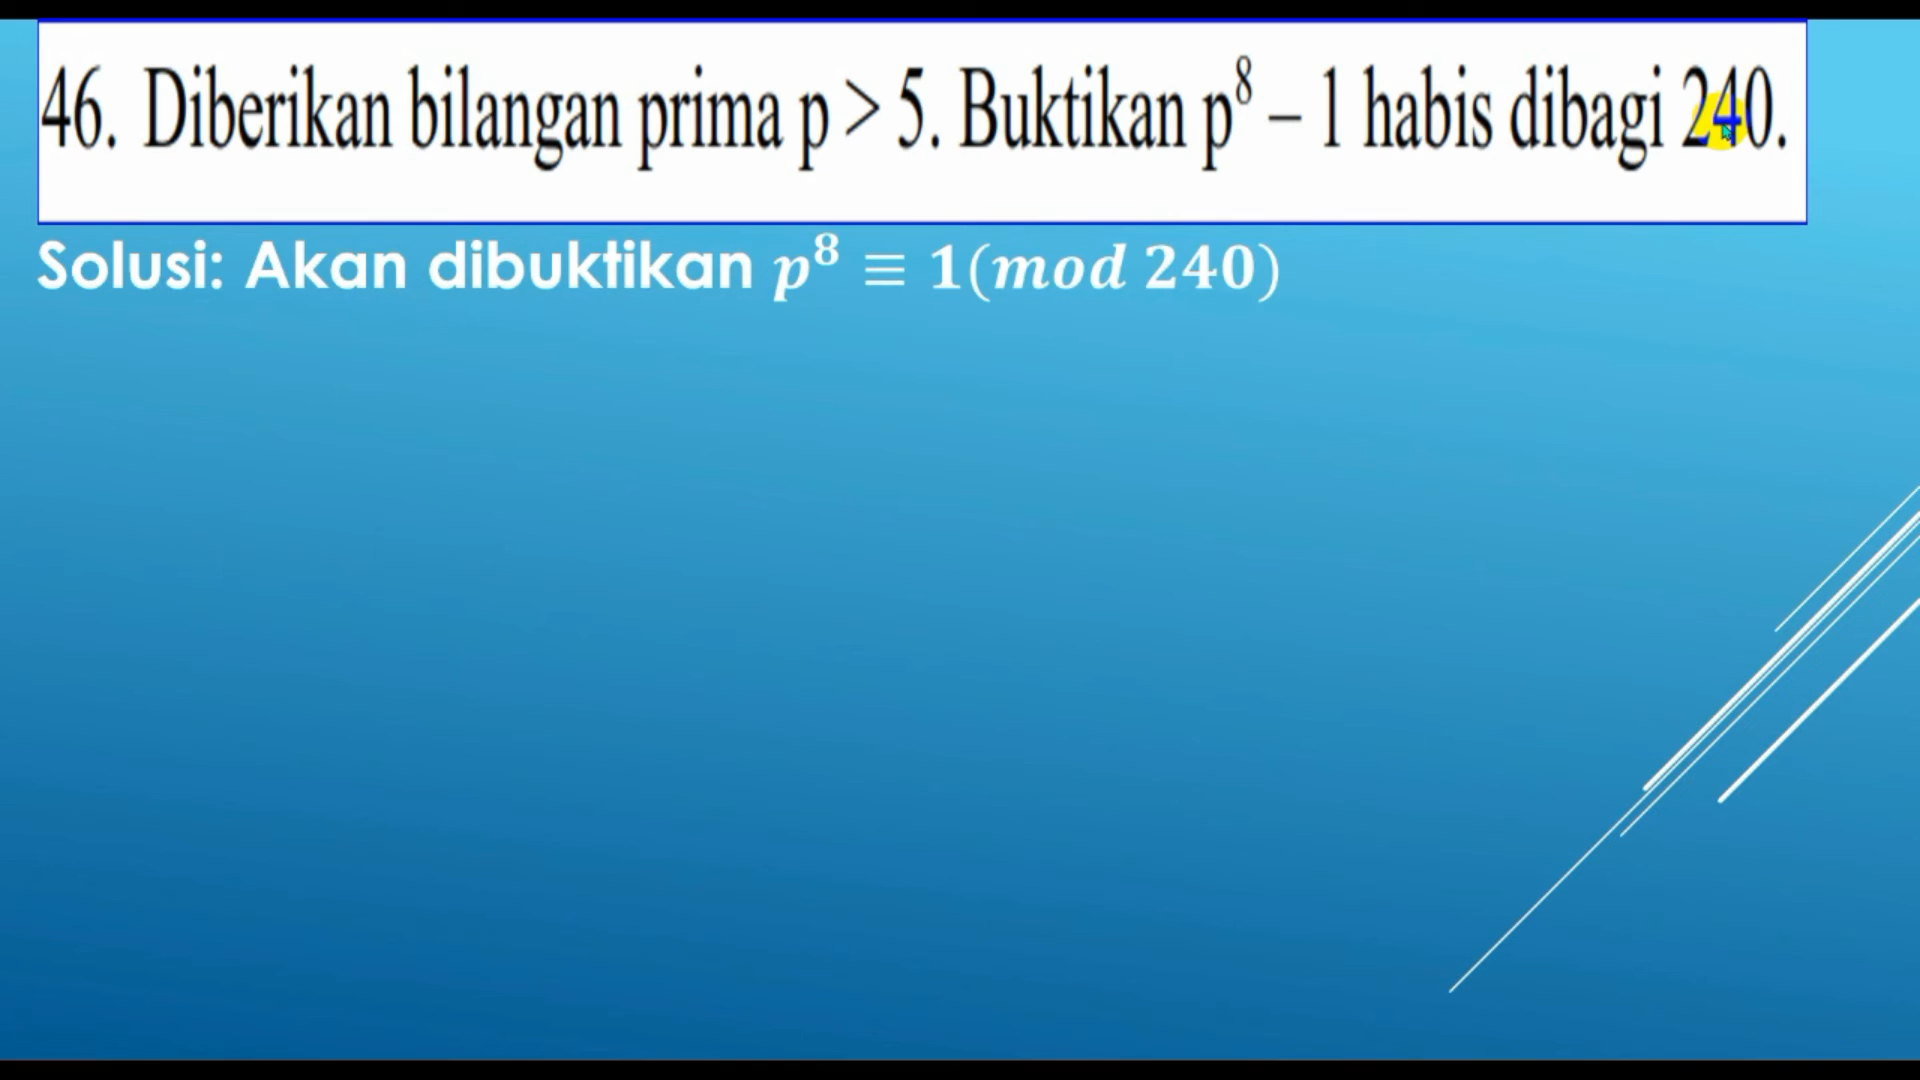 46. Diberikan bilangan prima p > 5. Buktikan p⁸ – 1 habis dibagi 240.
Solusi: Akan dibuktikan p⁸ ≡ 1(mod 240)